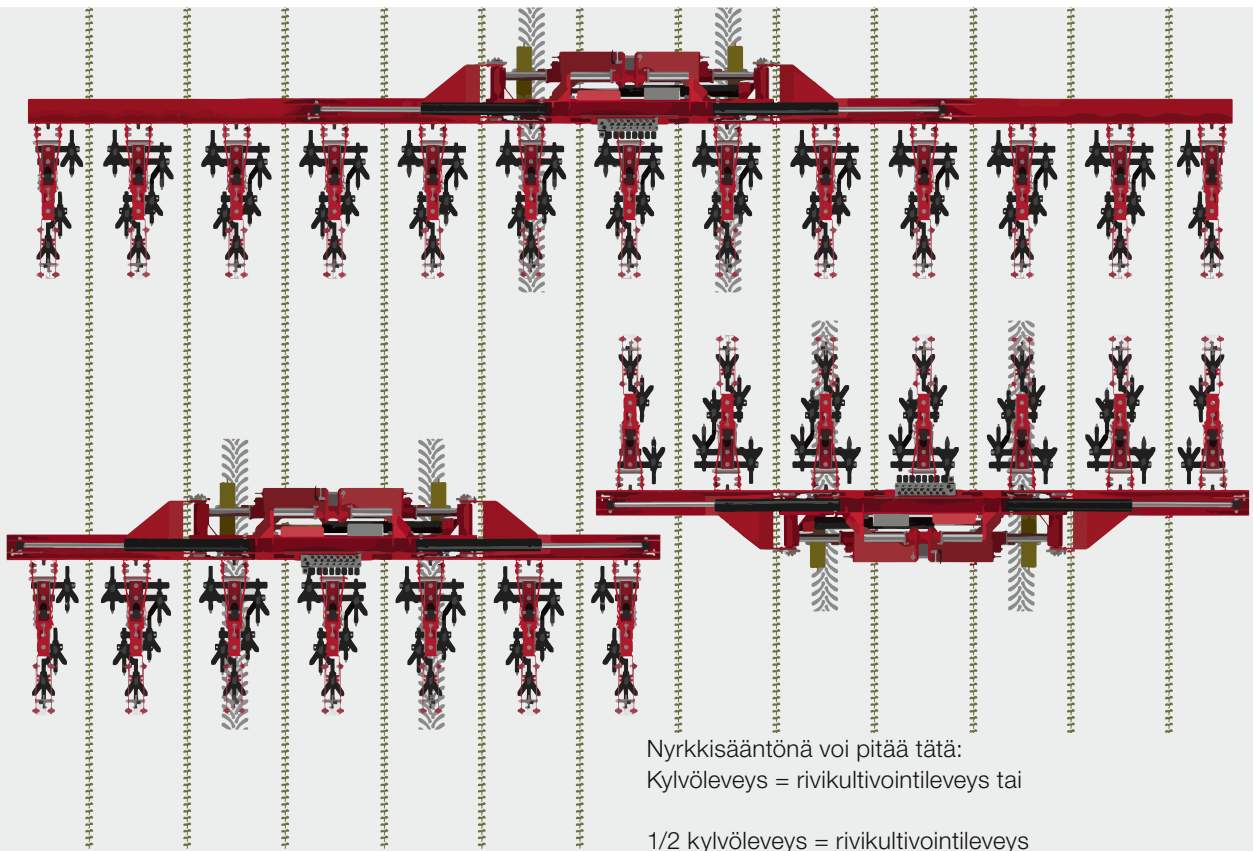 Nyrkkisääntönä voi pitää tätä:
Kylvöleveys = rivikultivointileveys tai
1/2 kylvöleveys = rivikultivointileveys